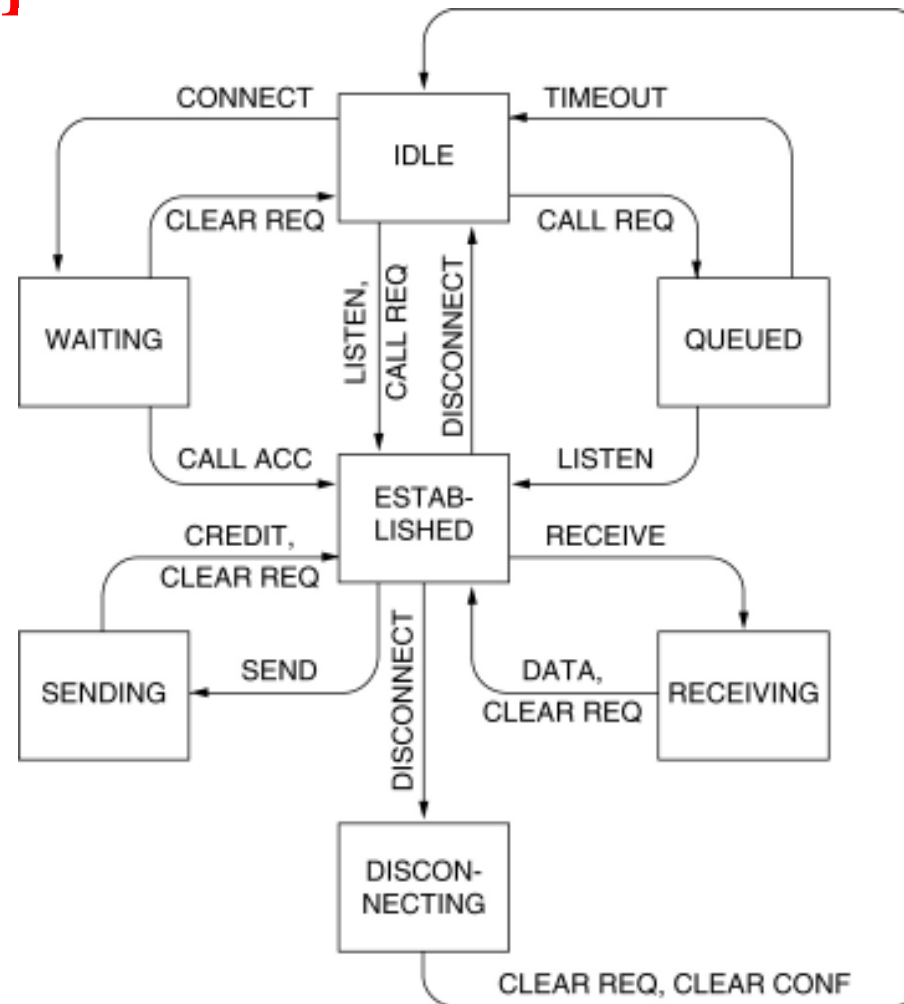 ]
CONNECT
TIMEOUT
IDLE
CLEAR REQ
CALL REQ
LISTEN,
CALL REQ
DISCONNECT
WAITING
QUEUED
CALL ACC
LISTEN
ESTAB-
LISHED
CREDIT,
CLEAR REQ
RECEIVE
SENDING
SEND
DISCONNECT
DATA,
CLEAR REQ
RECEIVING
DISCON-
NECTING
CLEAR REQ, CLEAR CONF